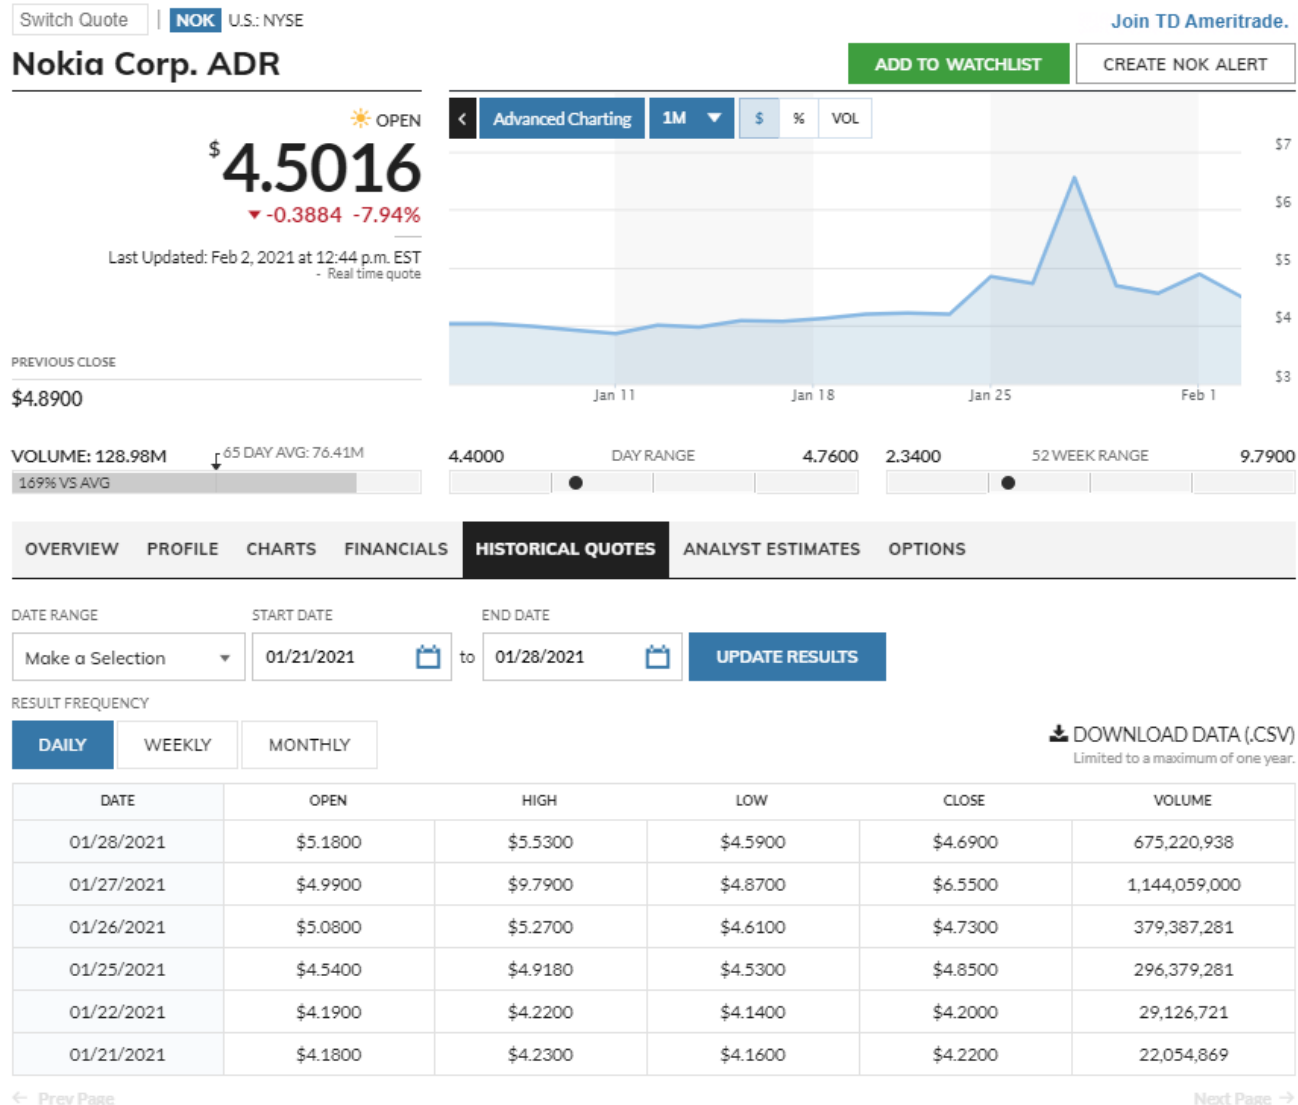 Switch Quote | NOK U.S.: NYSE
Join TD Ameritrade.
Nokia Corp. ADR
ADD TO WATCHLIST
CREATE NOK ALERT
OPEN
$4.5016
-0.3884 -7.94%
Last Updated: Feb 2, 2021 at 12:44 p.m. EST
- Real time quote
PREVIOUS CLOSE
$4.8900
Advanced Charting 1M $ % VOL
$7
$6
$5
$4
$3
Jan 11 Jan 18 Jan 25 Feb 1
VOLUME: 128.98M 65 DAY AVG: 76.41M
169% VS AVG
4.4000 DAY RANGE 4.7600
2.3400 52 WEEK RANGE 9.7900
OVERVIEW PROFILE CHARTS FINANCIALS HISTORICAL QUOTES ANALYST ESTIMATES OPTIONS
DATE RANGE START DATE END DATE
Make a Selection 01/21/2021 to 01/28/2021 UPDATE RESULTS
RESULT FREQUENCY
DAILY WEEKLY MONTHLY
DOWNLOAD DATA (.CSV)
Limited to a maximum of one year.
DATE OPEN HIGH LOW CLOSE VOLUME
01/28/2021 $5.1800 $5.5300 $4.5900 $4.6900 675,220,938
01/27/2021 $4.9900 $9.7900 $4.8700 $6.5500 1,144,059,000
01/26/2021 $5.0800 $5.2700 $4.6100 $4.7300 379,387,281
01/25/2021 $4.5400 $4.9180 $4.5300 $4.8500 296,379,281
01/22/2021 $4.1900 $4.2200 $4.1400 $4.2000 29,126,721
01/21/2021 $4.1800 $4.2300 $4.1600 $4.2200 22,054,869
Prev Page Next Page